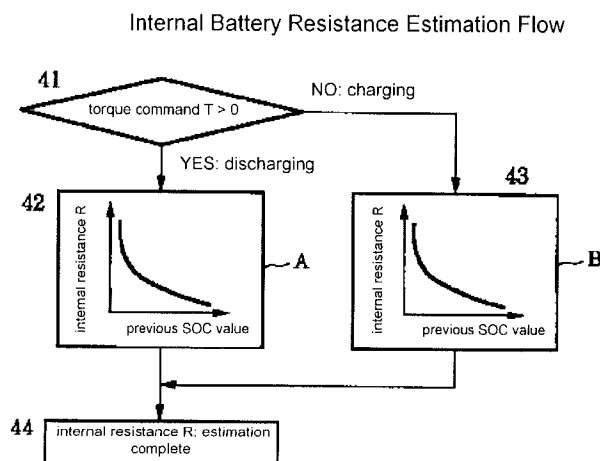 Internal Battery Resistance Estimation Flow
41
torque command T > 0
NO: charging
YES: discharging
42
internal resistance R
previous SOC value
A
43
internal resistance R
previous SOC value
B
44
internal resistance R: estimation
complete